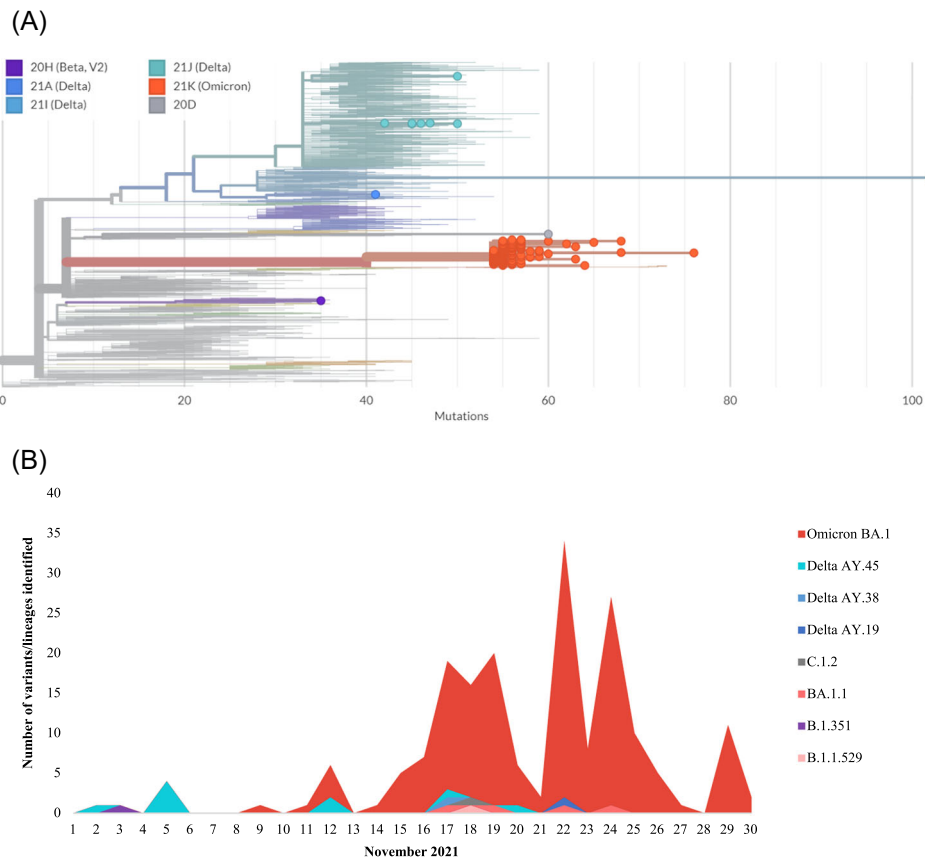 (A)
20H (Beta, V2) 21J (Delta)
21A (Delta) 21K (Omicron)
21I (Delta) 20D
0 20 40 60 80 100
Mutations
(B)
40
35
30
25
20
15
10
5
0
Number of variants/lineages identified
1 2 3 4 5 6 7 8 9 10 11 12 13 14 15 16 17 18 19 20 21 22 23 24 25 26 27 28 29 30
November 2021
Omicron BA.1
Delta AY.45
Delta AY.38
Delta AY.19
C.1.2
BA.1.1
B.1.351
B.1.1.529